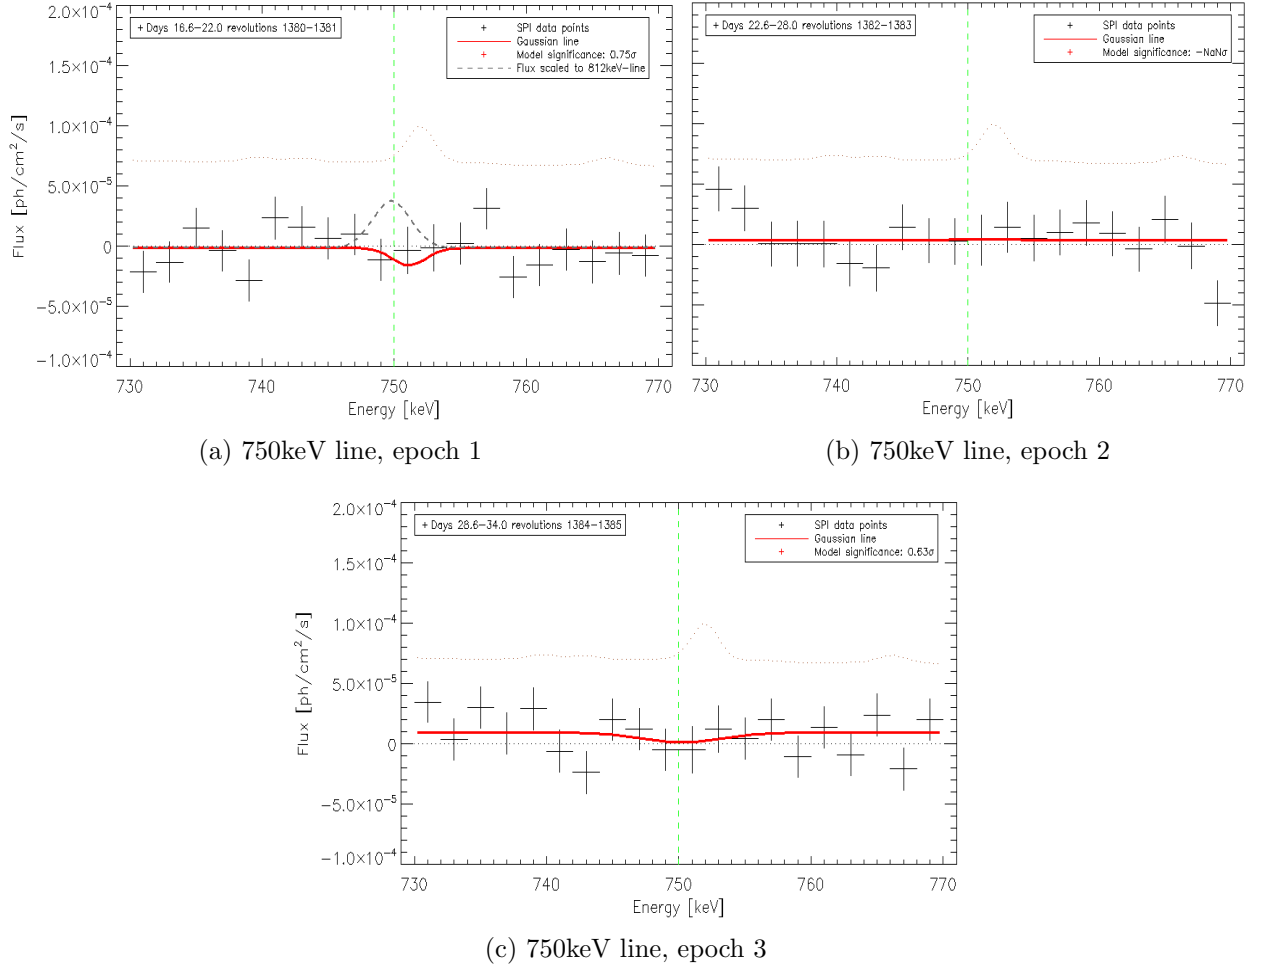 2.0×10⁻⁴
1.5×10⁻⁴
1.0×10⁻⁴
5.0×10⁻⁵
0
−5.0×10⁻⁵
−1.0×10⁻⁴
Flux [ph/cm²/s]
+ Days 16.6−22.0 revolutions 1380−1381
+ SPI data points
Gaussian line
+ Model significance: 0.75σ
Flux scaled to 812keV−line
730 740 750 760 770
Energy [keV]
(a) 750keV line, epoch 1
+ Days 22.6−28.0 revolutions 1382−1383
+ SPI data points
Gaussian line
+ Model significance: −NaNσ
730 740 750 760 770
Energy [keV]
(b) 750keV line, epoch 2
2.0×10⁻⁴
1.5×10⁻⁴
1.0×10⁻⁴
5.0×10⁻⁵
0
−5.0×10⁻⁵
−1.0×10⁻⁴
Flux [ph/cm²/s]
+ Days 28.6−34.0 revolutions 1384−1385
+ SPI data points
Gaussian line
+ Model significance: 0.63σ
730 740 750 760 770
Energy [keV]
(c) 750keV line, epoch 3